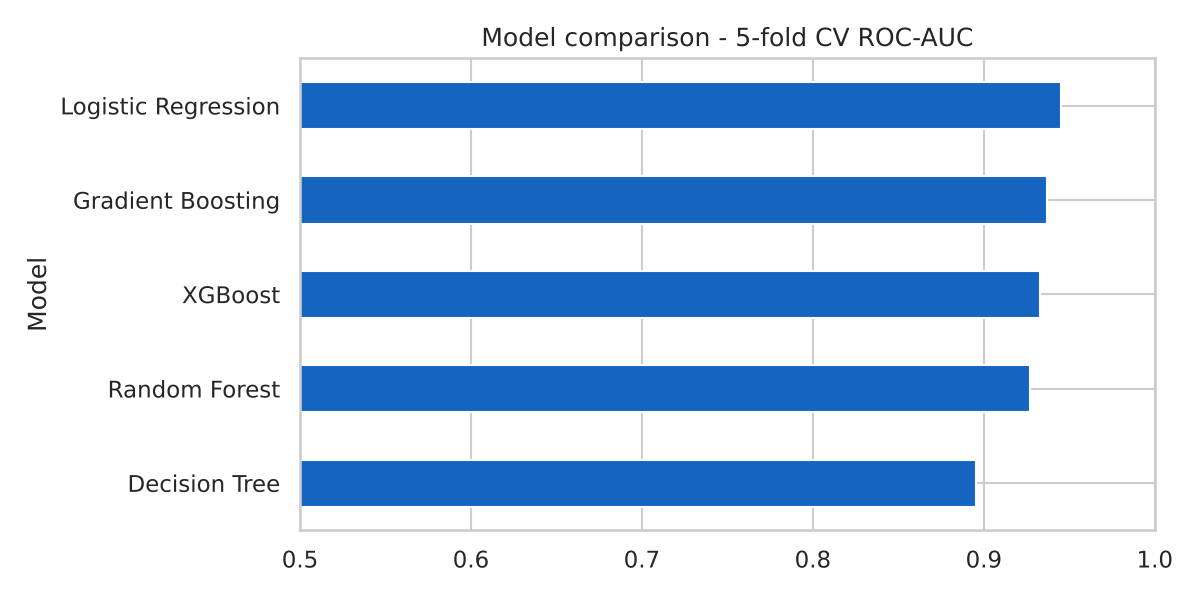 Model comparison - 5-fold CV ROC-AUC
Model
Logistic Regression
Gradient Boosting
XGBoost
Random Forest
Decision Tree
0.5 0.6 0.7 0.8 0.9 1.0